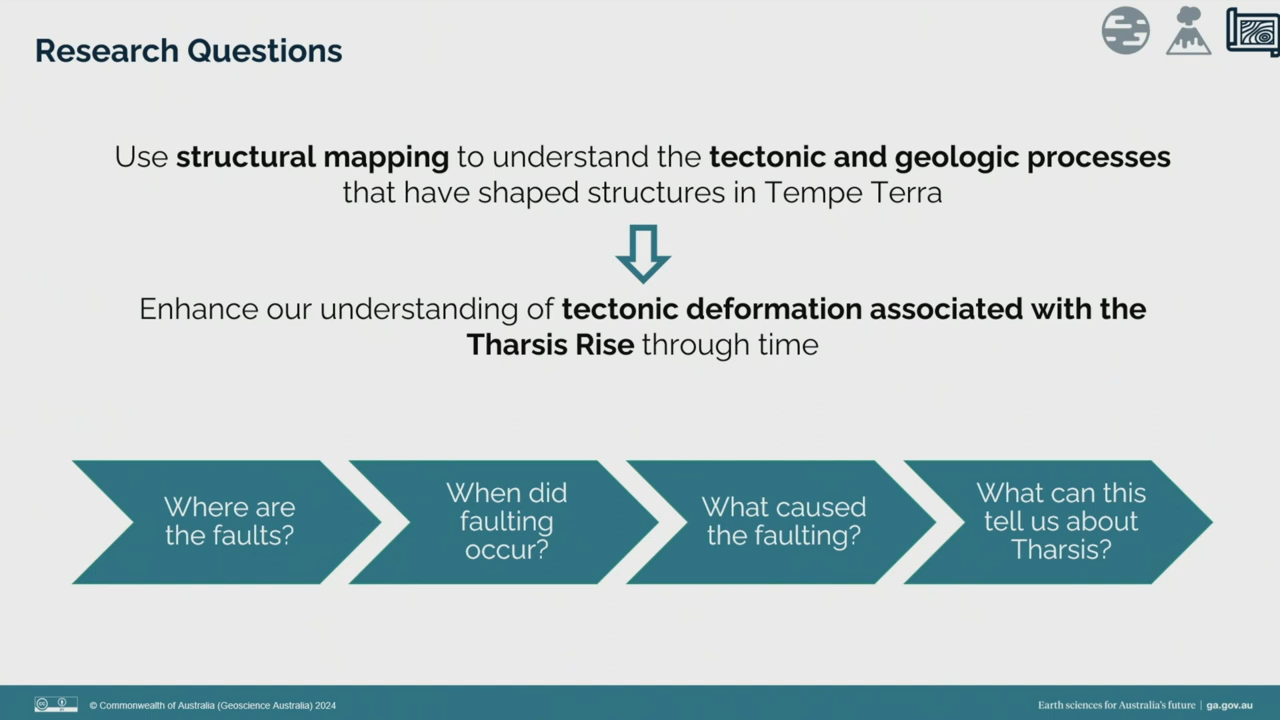 Research Questions
Use structural mapping to understand the tectonic and geologic processes
that have shaped structures in Tempe Terra
Enhance our understanding of tectonic deformation associated with the
Tharsis Rise through time
Where are
the faults?
When did
faulting
occur?
What caused
the faulting?
What can this
tell us about
Tharsis?
© Commonwealth of Australia (Geoscience Australia) 2024
Earth sciences for Australia's future | ga.gov.au